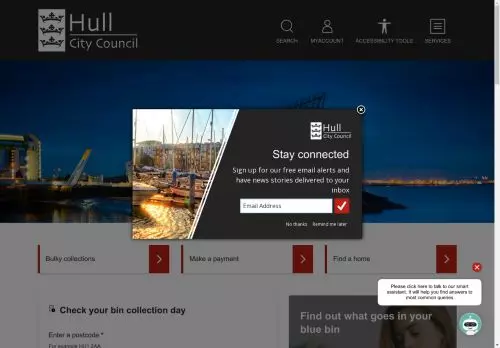 Hull
City Council
SEARCH
MYACCOUNT
ACCESSIBILITY TOOLS
SERVICES
Hull
City Council
Stay connected
Sign up for our free email alerts and
have news stories delivered to your
inbox
Email Address
No thanks
Remind me later
Bulky collections
Make a payment
Find a home
Please click here to talk to our smart
assistant, it will help you find answers to
most common queries.
Check your bin collection day
Enter a postcode *
For example HU1 2AA
Find out what goes in your
blue bin